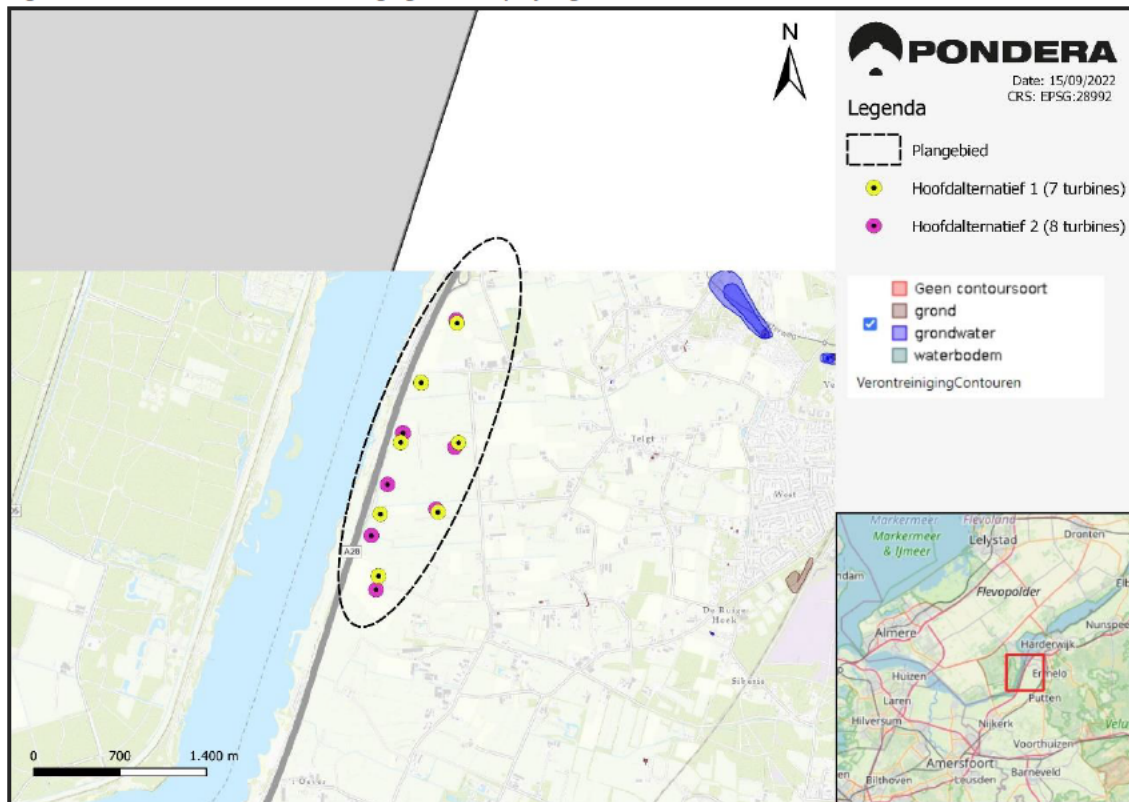 N
PONDERA
Date: 15/09/2022
CRS: EPSG:28992
Legenda
Plangebied
Hoofdalternatief 1 (7 turbines)
Hoofdalternatief 2 (8 turbines)
Geen contoursoort
grond
grondwater
waterbodem
VerontreinigingContouren
Telgt
West
A28
De Buize
Hoek
0 700 1.400 m
Markermeer
Markermeer
& IJmeer
Flevoland
Lelystad
Dronten
Flevopolder
Almere
Harderwijk
Nunspeet
Huizen
Ermelo
Laren
Putten
Hilversum
Nijkerk
Voorthuizen
Amersfoort
Bilthoven
Leusden
Barneveld